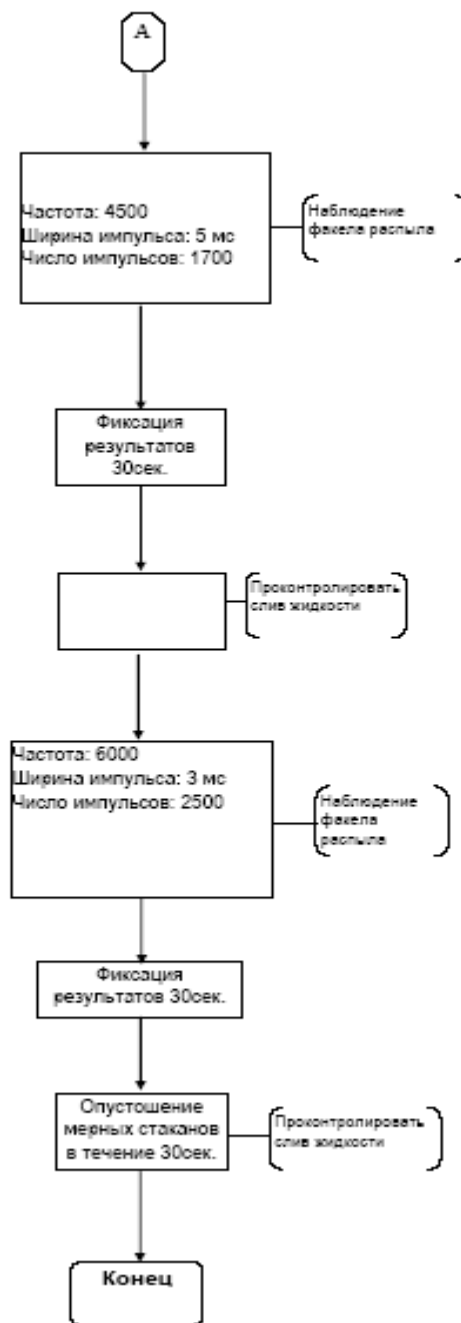 А
Частота: 4500
Ширина импульса: 5 мс
Число импульсов: 1700
Наблюдение
факела распыла
Фиксация
результатов
30сек.
Проконтролировать
слив жидкости
Частота: 6000
Ширина импульса: 3 мс
Число импульсов: 2500
Наблюдение
факела
распыла
Фиксация
результатов 30сек.
Опустошение
мерных стаканов
в течение 30сек.
Проконтролировать
слив жидкости
Конец